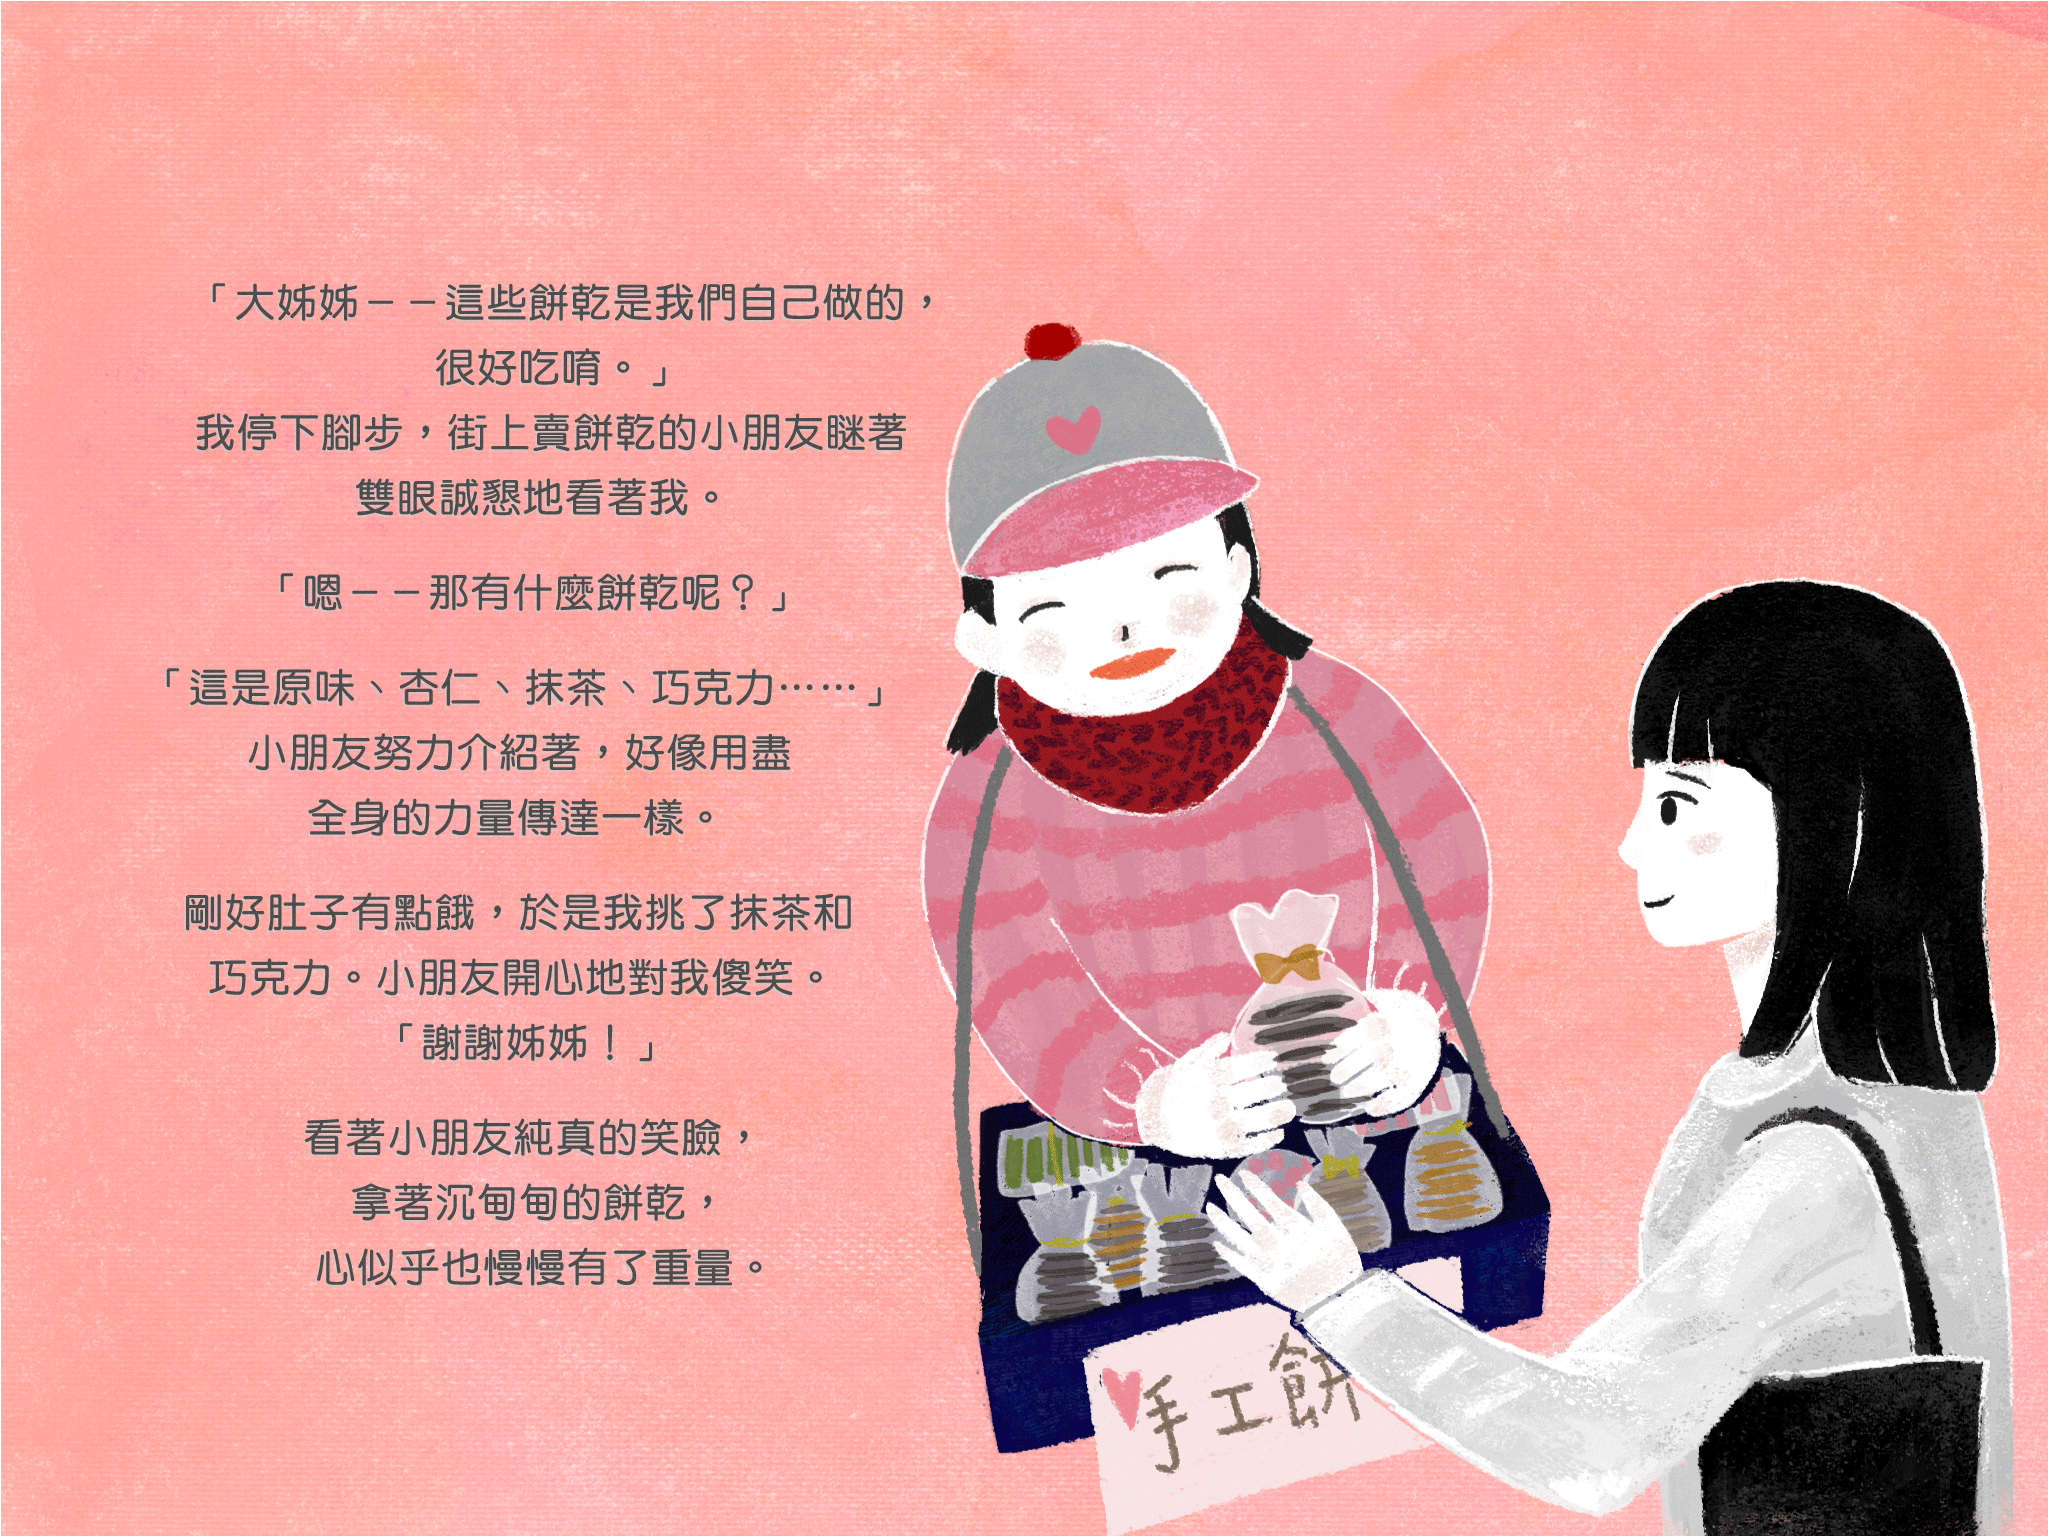 「大姊姊－－這些餅乾是我們自己做的，
很好吃唷。」
我停下腳步，街上賣餅乾的小朋友瞇著
雙眼誠懇地看著我。
「嗯－－那有什麼餅乾呢？」
「這是原味、杏仁、抹茶、巧克力⋯⋯」
小朋友努力介紹著，好像用盡
全身的力量傳達一樣。
剛好肚子有點餓，於是我挑了抹茶和
巧克力。小朋友開心地對我傻笑。
「謝謝姊姊！」
看著小朋友純真的笑臉，
拿著沉甸甸的餅乾，
心似乎也慢慢有了重量。
手工餅